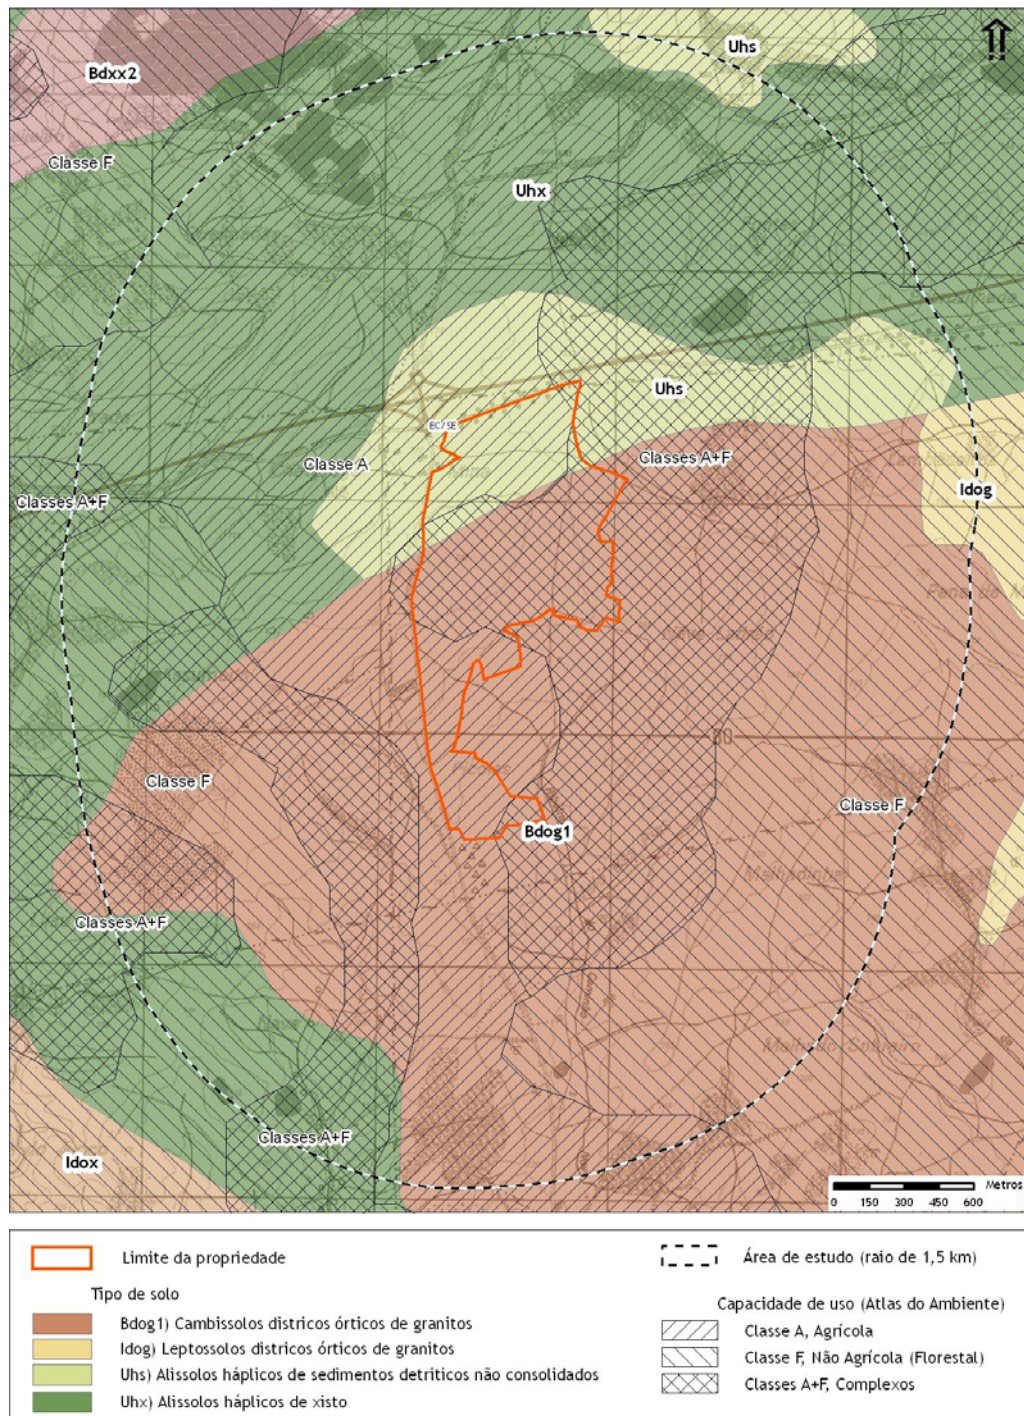 Uhs
Bdxx2
Classe F
Uhx
Uhs
EC/SE
Classe A
Classes A+F
Classes A+F
Idog
Classe F
Classe F
Bdog1
Classes A+F
Classes A+F
Idox
Metros
0 150 300 450 600
Limite da propriedade
Tipo de solo
Bdog1) Cambissolos districos órticos de granitos
Idog) Leptossolos districos órticos de granitos
Uhs) Alissolos háplicos de sedimentos detriticos não consolidados
Uhx) Alissolos háplicos de xisto
Área de estudo (raio de 1,5 km)
Capacidade de uso (Atlas do Ambiente)
Classe A, Agrícola
Classe F, Não Agrícola (Florestal)
Classes A+F, Complexos